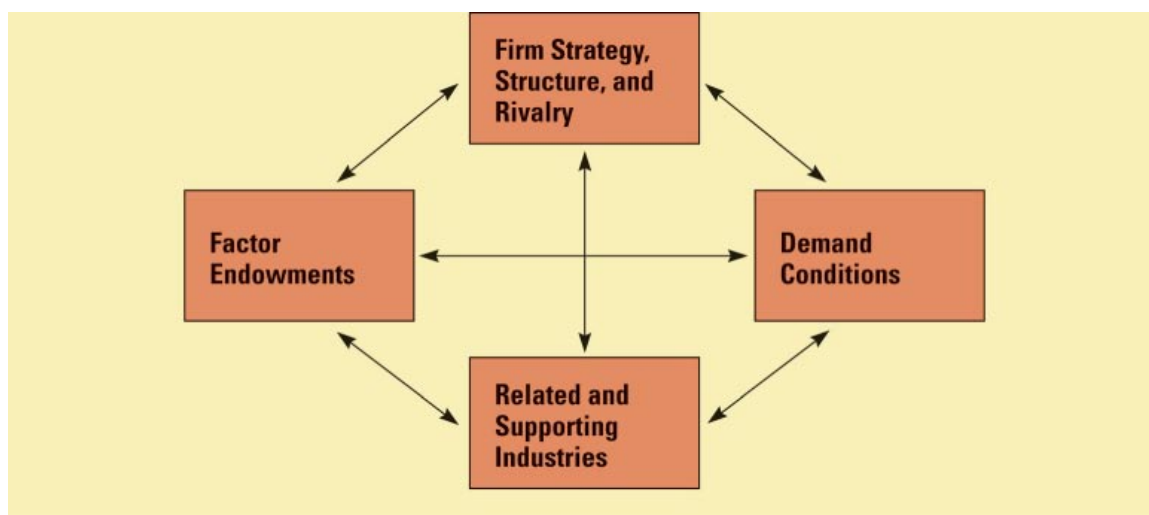 Firm Strategy,
Structure, and
Rivalry
Factor
Endowments
Demand
Conditions
Related and
Supporting
Industries